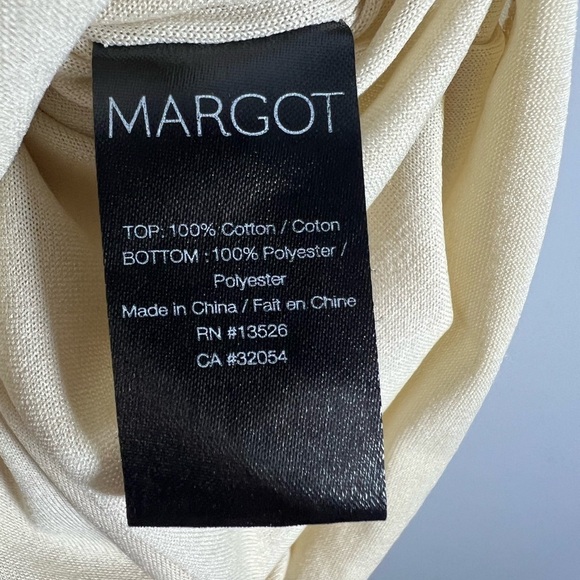 MARGOT
TOP: 100% Cotton / Coton
BOTTOM : 100% Polyester /
Polyester
Made in China / Fait en Chine
RN #13526
CA #32054